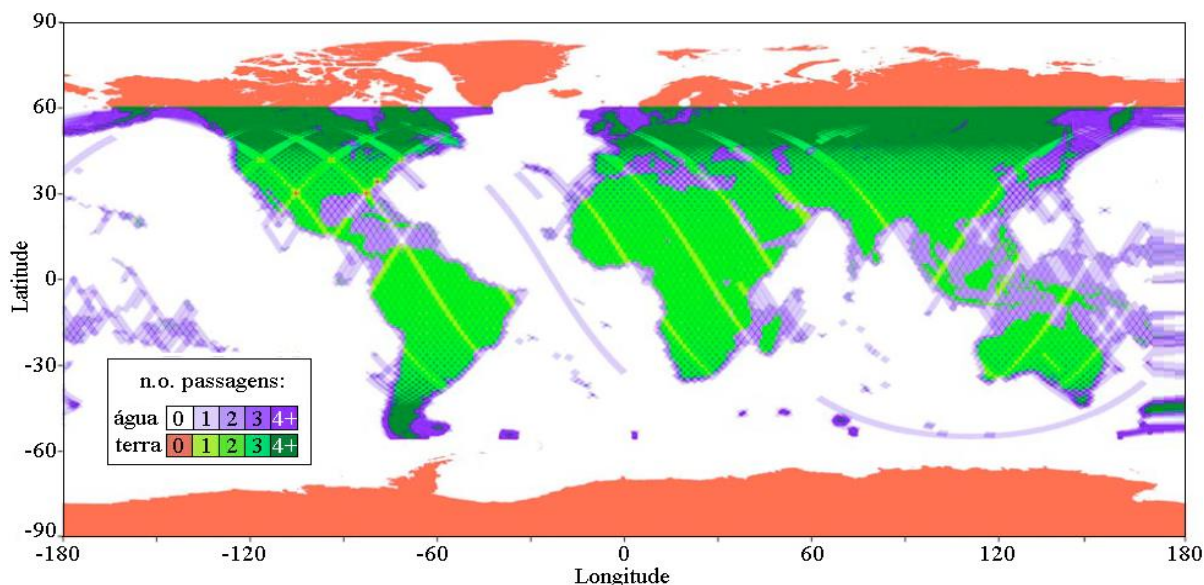 90
60
30
0
-30
-60
-90
Latitude
n.o. passagens:
água 0 1 2 3 4+
terra 0 1 2 3 4+
-180 -120 -60 0 60 120 180
Longitude